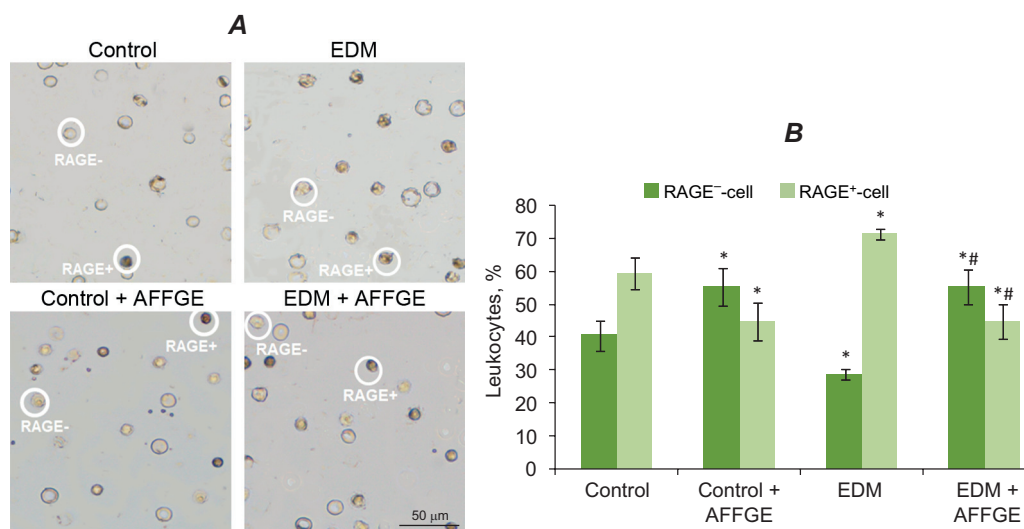 A
Control
EDM
RAGE-
RAGE+
RAGE-
RAGE+
Control + AFFGE
EDM + AFFGE
RAGE+
RAGE-
RAGE-
RAGE+
50 μm
B
RAGE⁻-cell
RAGE⁺-cell
Leukocytes, %
80
70
60
50
40
30
20
10
0
*
*
*
*
*#
*#
Control
Control +
AFFGE
EDM
EDM +
AFFGE